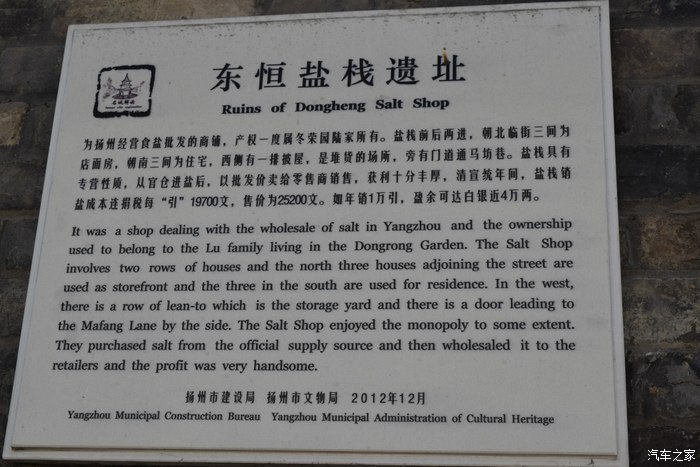 东恒盐栈遗址
Ruins of Dongheng Salt Shop
为扬州经营食盐批发的商铺，产权一度属冬荣园陆家所有。盐栈前后两进，朝北临街三间为
店面房，朝南三间为住宅，西侧有一排披屋，是堆货的场所，旁有门道通马坊巷。盐栈具有
专营性质，从官仓进盐后，以批发价卖给零售商销售，获利十分丰厚，清宣统年间，盐栈销
盐成本连捐税每“引”19700文，售价为25200文。如年销1万引，盈余可达白银近4万两。
It was a shop dealing with the wholesale of salt in Yangzhou and the ownership
used to belong to the Lu family living in the Dongrong Garden. The Salt Shop
involves two rows of houses and the north three houses adjoining the street are
used as storefront and the three in the south are used for residence. In the west,
there is a row of lean-to which is the storage yard and there is a door leading to
the Mafang Lane by the side. The Salt Shop enjoyed the monopoly to some extent.
They purchased salt from the official supply source and then wholesaled it to the
retailers and the profit was very handsome.
扬州市建设局 扬州市文物局 2012年12月
Yangzhou Municipal Construction Bureau Yangzhou Municipal Administration of Cultural Heritage
汽车之家